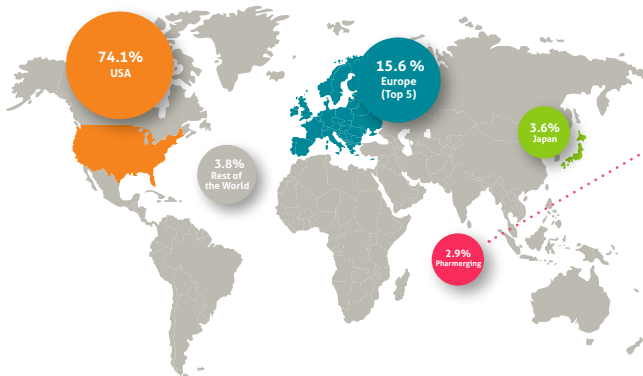 74.1%
USA
15.6 %
Europe
(Top 5)
3.6%
Japan
3.8%
Rest of
the World
2.9%
Pharmerging